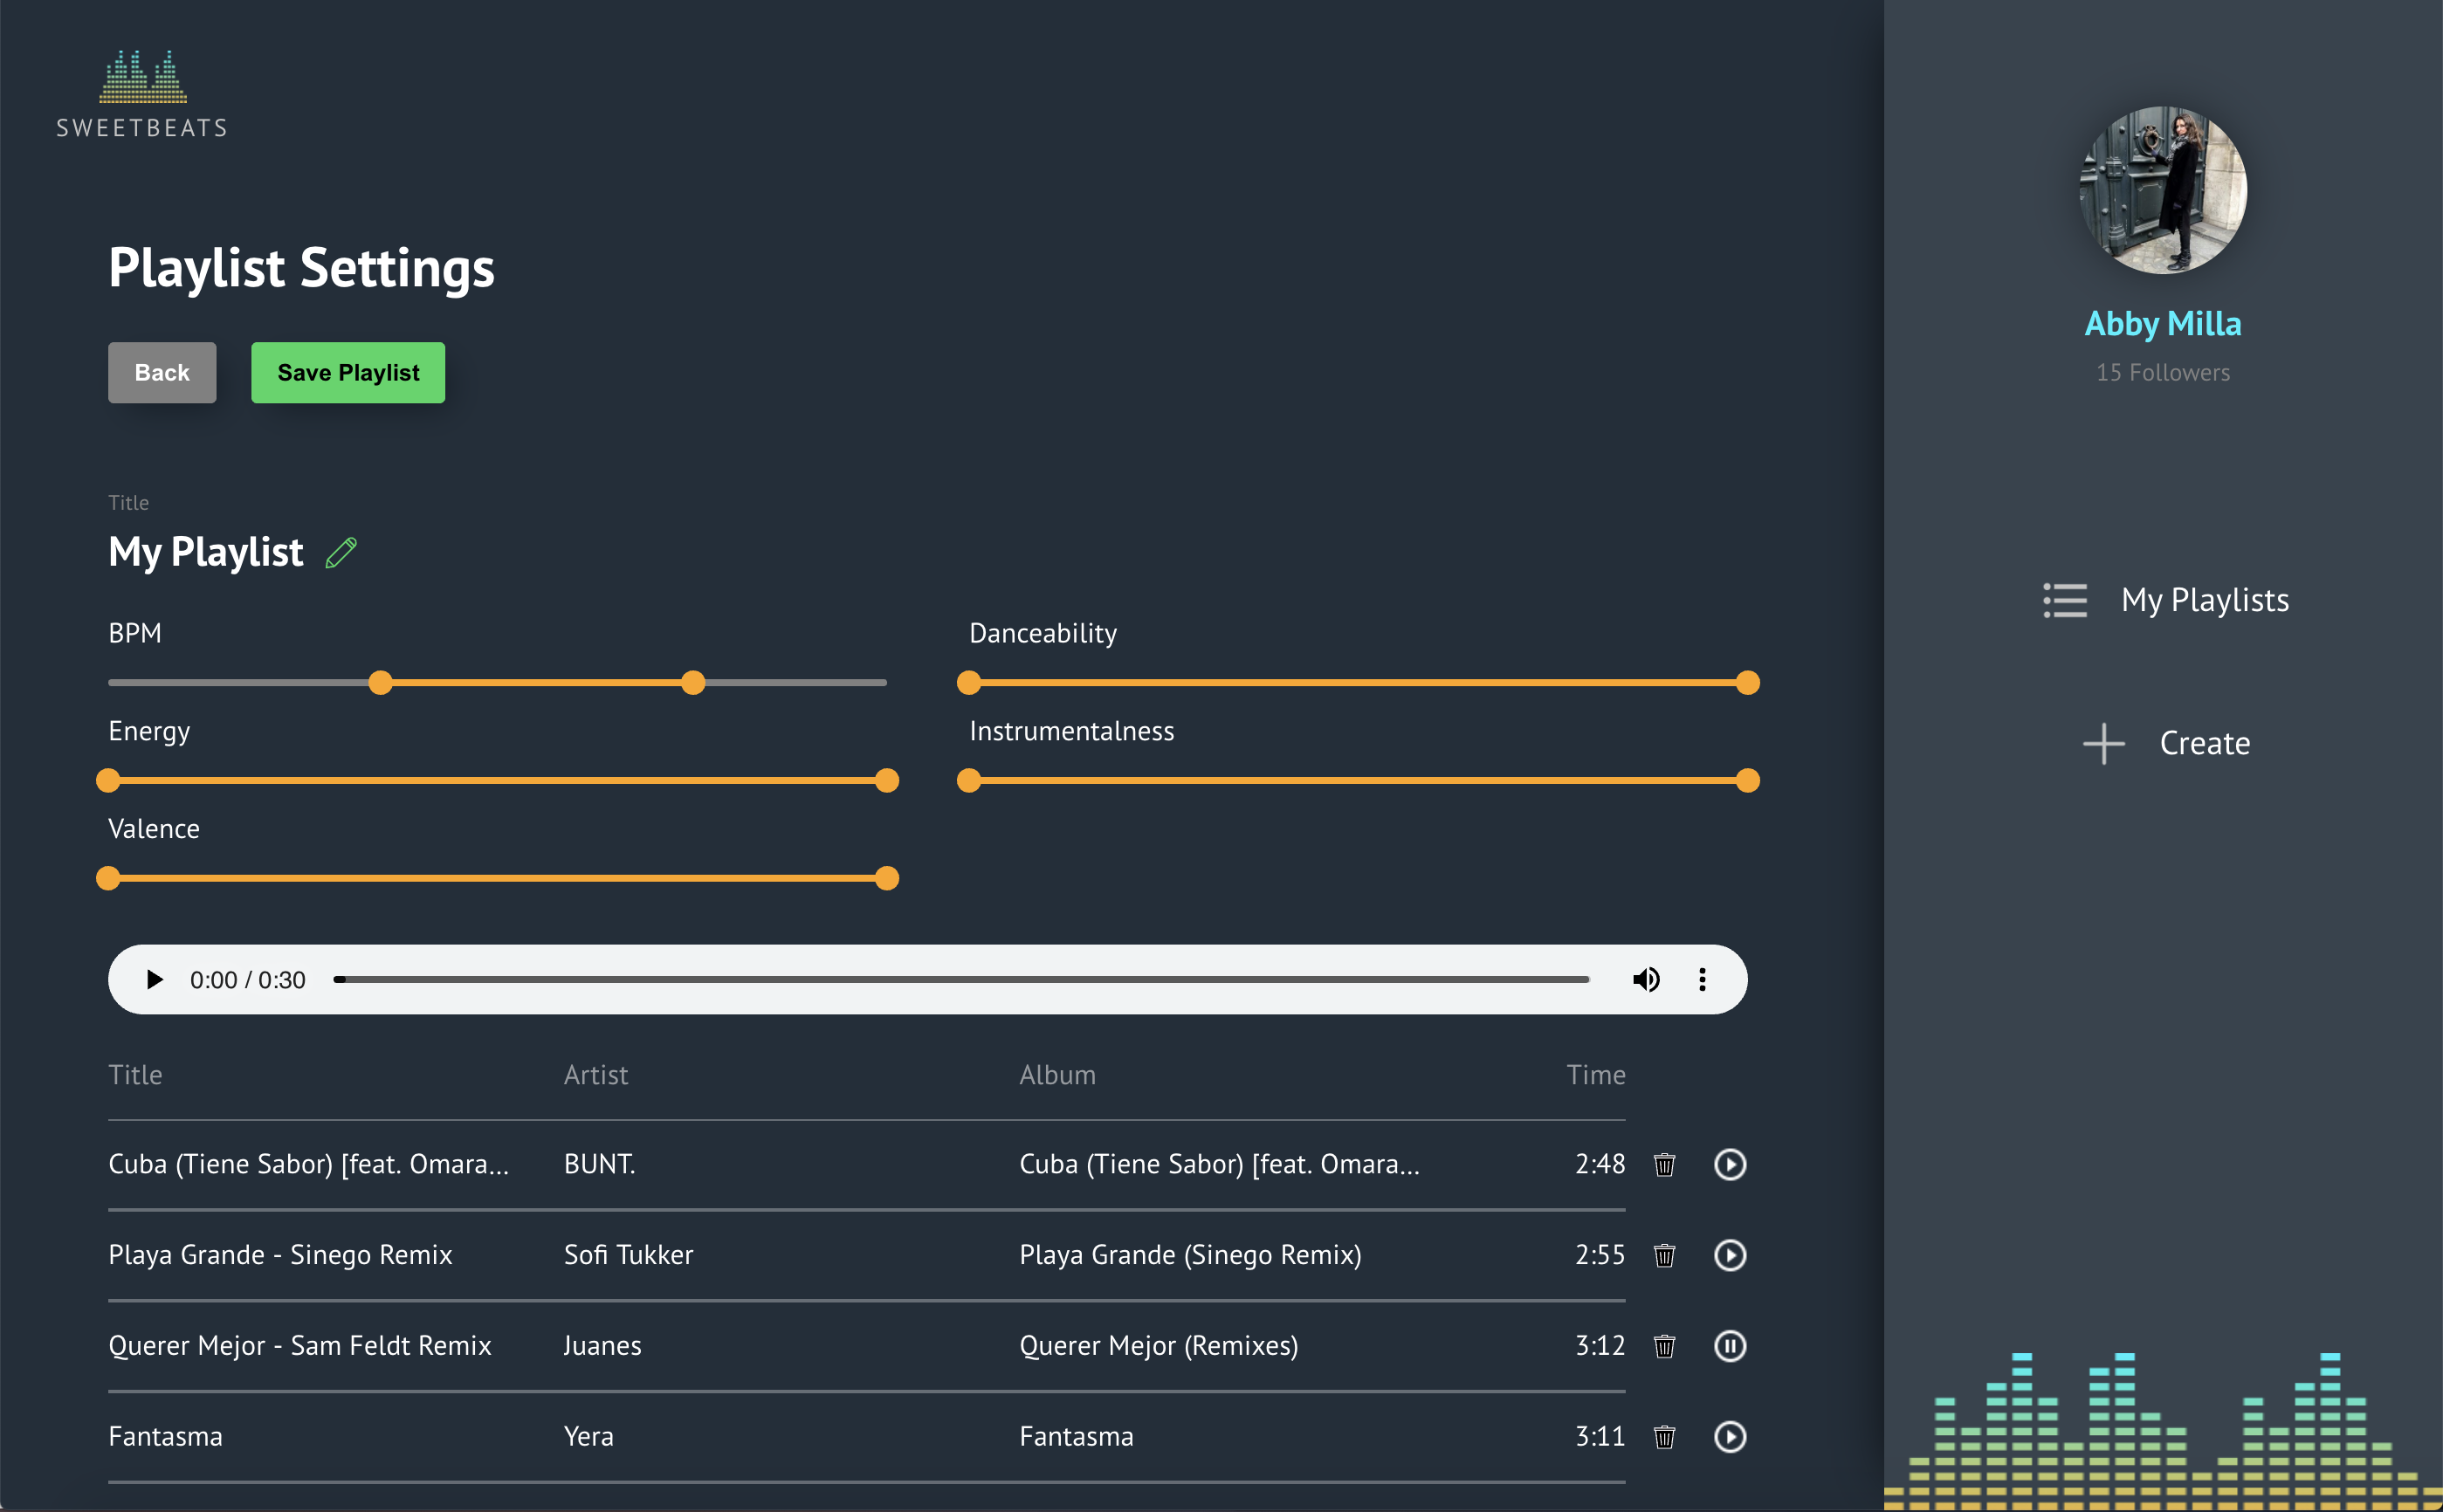 SWEETBEATS
Playlist Settings
Back
Save Playlist
Title
My Playlist
BPM
Danceability
Energy
Instrumentalness
Valence
0:00 / 0:30
Title Artist Album Time
Cuba (Tiene Sabor) [feat. Omara... BUNT. Cuba (Tiene Sabor) [feat. Omara... 2:48
Playa Grande - Sinego Remix Sofi Tukker Playa Grande (Sinego Remix) 2:55
Querer Mejor - Sam Feldt Remix Juanes Querer Mejor (Remixes) 3:12
Fantasma Yera Fantasma 3:11
Abby Milla
15 Followers
My Playlists
Create